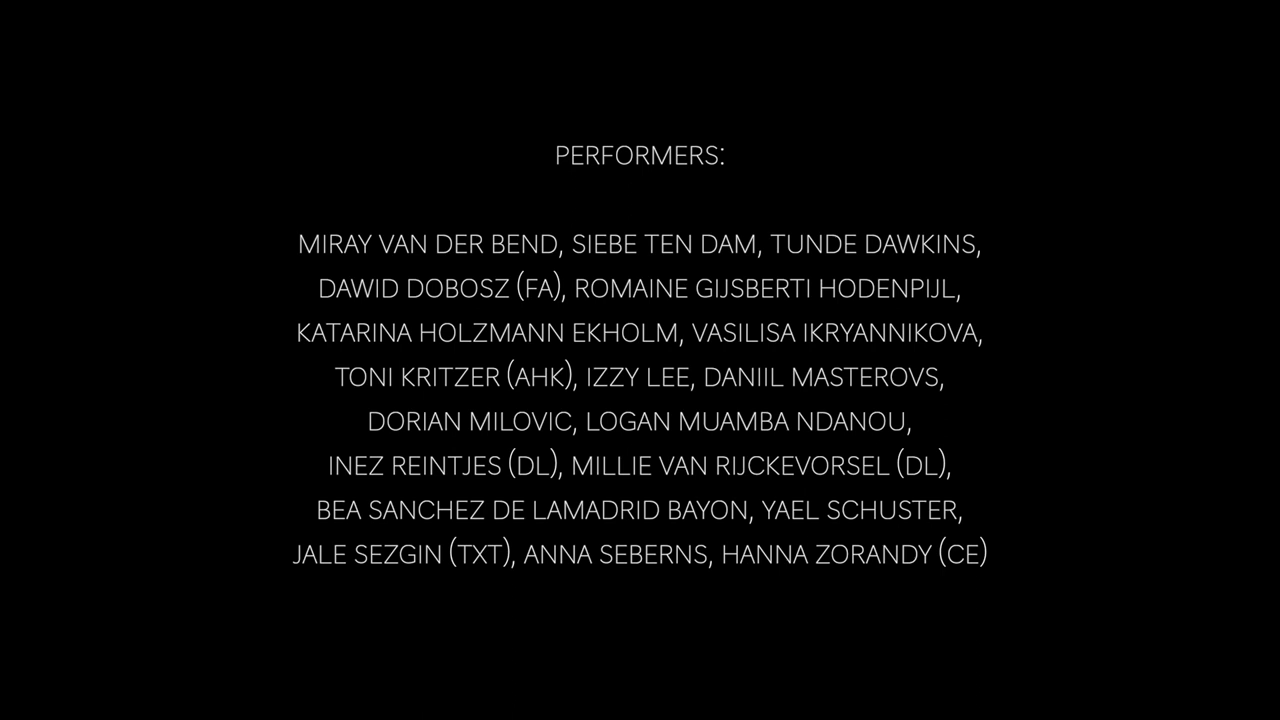 PERFORMERS:
MIRAY VAN DER BEND, SIEBE TEN DAM, TUNDE DAWKINS,
DAWID DOBOSZ (FA), ROMAINE GIJSBERTI HODENPIJL,
KATARINA HOLZMANN EKHOLM, VASILISA IKRYANNIKOVA,
TONI KRITZER (AHK), IZZY LEE, DANIIL MASTEROVS,
DORIAN MILOVIC, LOGAN MUAMBA NDANOU,
INEZ REINTJES (DL), MILLIE VAN RIJCKEVORSEL (DL),
BEA SANCHEZ DE LAMADRID BAYON, YAEL SCHUSTER,
JALE SEZGIN (TXT), ANNA SEBERNS, HANNA ZORANDY (CE)